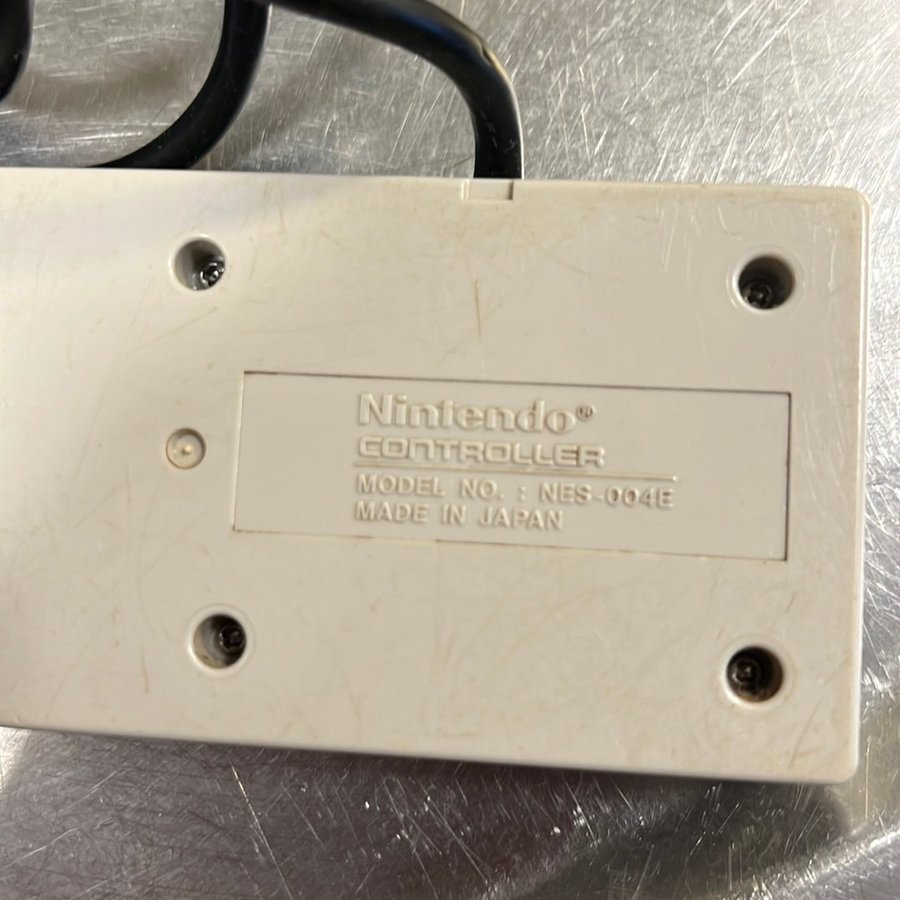 Nintendo®
CONTROLLER
MODEL NO. : NES-004E
MADE IN JAPAN